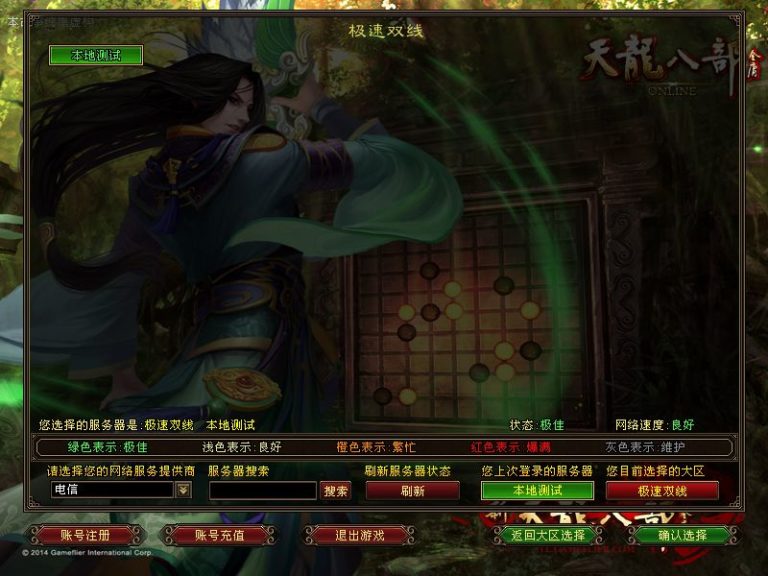 极速双线
本地测试
天龍八部
ONLINE
您选择的服务器是:极速双线 本地测试 状态:极佳 网络速度:良好
绿色表示:极佳 浅色表示:良好 橙色表示:繁忙 红色表示:爆满 灰色表示:维护
请选择您的网络服务提供商 服务器搜索 刷新服务器状态 您上次登录的服务器 您目前选择的大区
电信 搜索 刷新 本地测试 极速双线
天龍八部
账号注册 账号充值 退出游戏 返回大区选择 确认选择
© 2014 Gameflier International Corp.